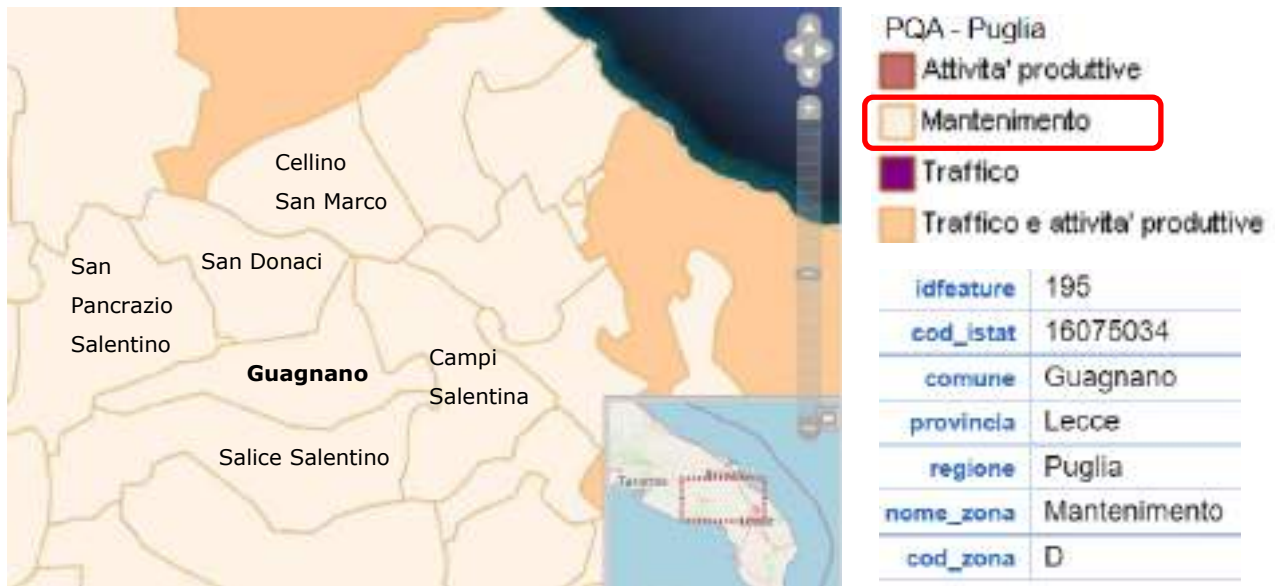 Cellino
San Marco
San Donaci
San
Pancrazio
Salentino
Guagnano
Campi
Salentina
Salice Salentino
Taranto
PQA - Puglia
Attivita' produttive
Mantenimento
Traffico
Traffico e attivita' produttive
idfeature 195
cod_istat 16075034
comune Guagnano
provincia Lecce
regione Puglia
nome_zona Mantenimento
cod_zona D